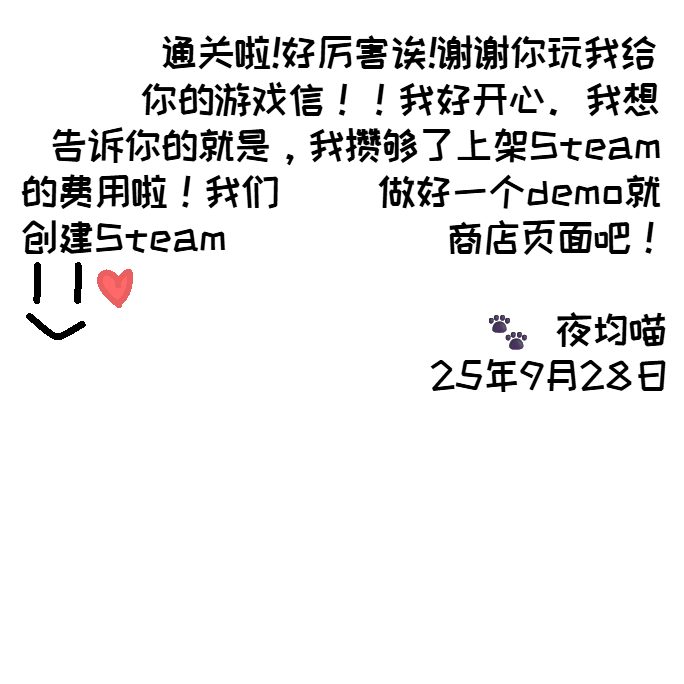 通关啦!好厉害诶!谢谢你玩我给
你的游戏信！！我好开心．我想
告诉你的就是，我攒够了上架Steam
的费用啦！我们 做好一个demo就
创建Steam 商店页面吧！
夜均喵
25年9月28日